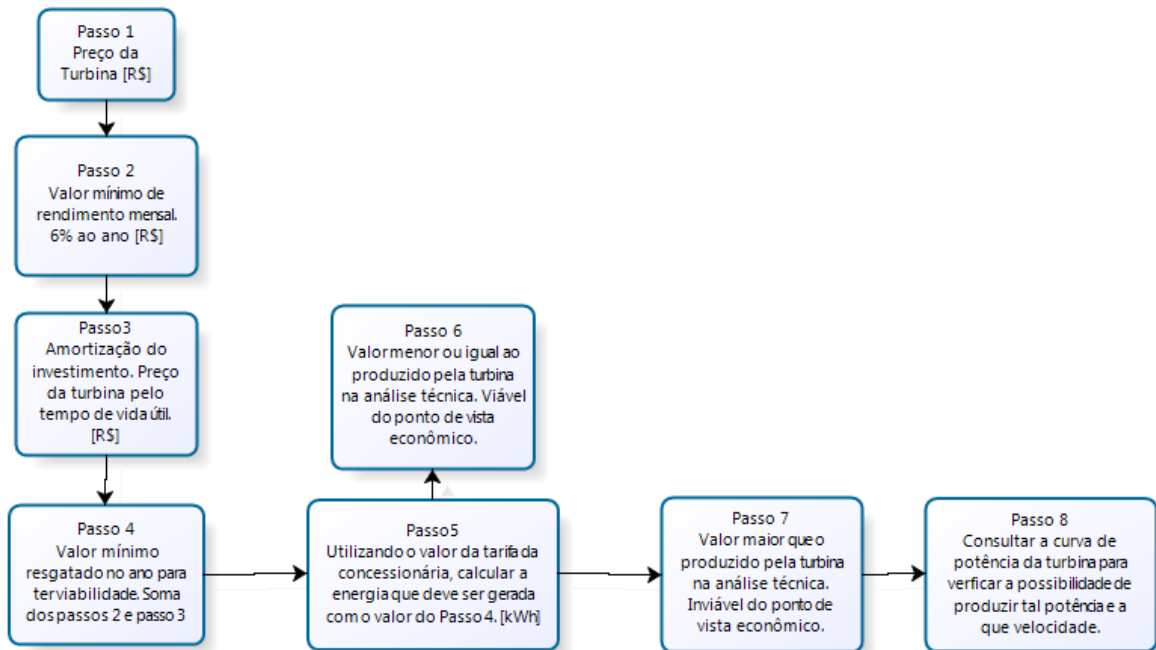 Passo 1
Preço da
Turbina [R$]
Passo 2
Valor mínimo de
rendimento mensal.
6% ao ano [R$]
Passo3
Amortização do
investimento. Preço
da turbina pelo
tempo de vida útil.
[R$]
Passo 4
Valor mínimo
resgatado no ano para
ter viabilidade. Soma
dos passos 2 e passo 3
Passo5
Utilizando o valor da tarifa da
concessionária, calcular a
energia que deve ser gerada
com o valor do Passo 4. [kWh]
Passo 6
Valor menor ou igual ao
produzido pela turbina
na análise técnica. Viável
do ponto de vista
econômico.
Passo 7
Valor maior que o
produzido pela turbina
na análise técnica.
Inviável do ponto de
vista econômico.
Passo 8
Consultar a curva de
potência da turbina para
verficar a possibilidade de
produzir tal potência e a
que velocidade.